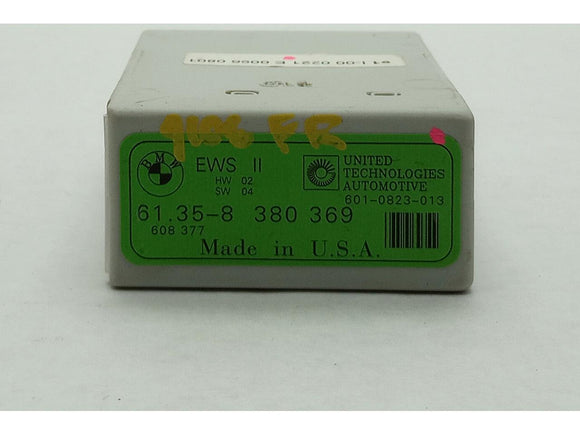 9186 FR
BMW
EWS II
HW 02
SW 04
UNITED
TECHNOLOGIES
AUTOMOTIVE
601-0823-013
61.35-8 380 369
608 377
Made in U.S.A.